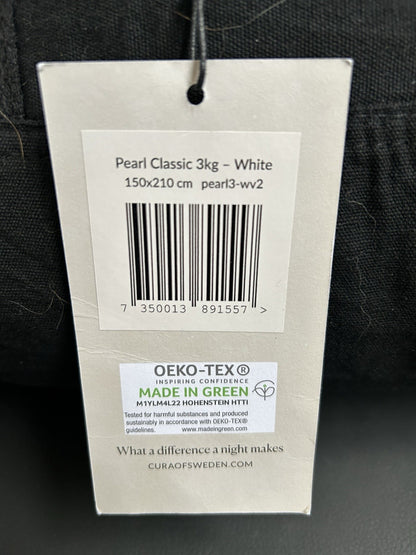 Pearl Classic 3kg – White
150x210 cm pearl3-wv2
7 350013 891557 >
OEKO-TEX®
INSPIRING CONFIDENCE
MADE IN GREEN
M1YLM4L22 HOHENSTEIN HTTI
Tested for harmful substances and produced
sustainably in accordance with OEKO-TEX®
guidelines. www.madeingreen.com
What a difference a night makes
CURAOFSWEDEN.COM